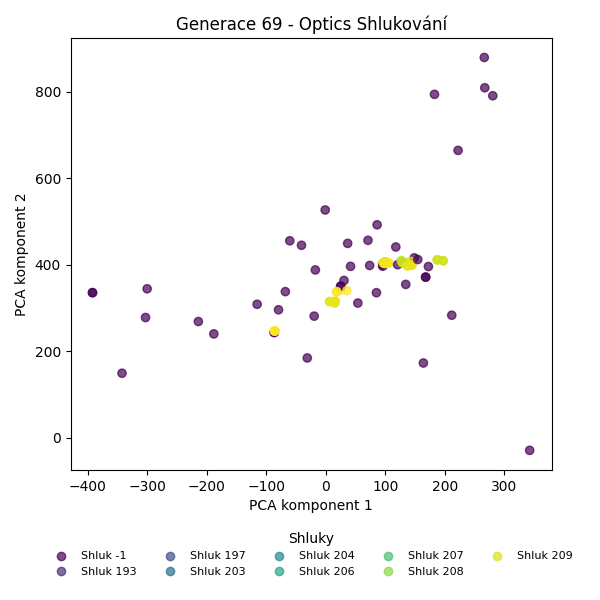 Generace 69 - Optics Shlukování
PCA komponent 2
800
600
400
200
0
−400 −300 −200 −100 0 100 200 300
PCA komponent 1
Shluky
Shluk -1 Shluk 197 Shluk 204 Shluk 207 Shluk 209
Shluk 193 Shluk 203 Shluk 206 Shluk 208